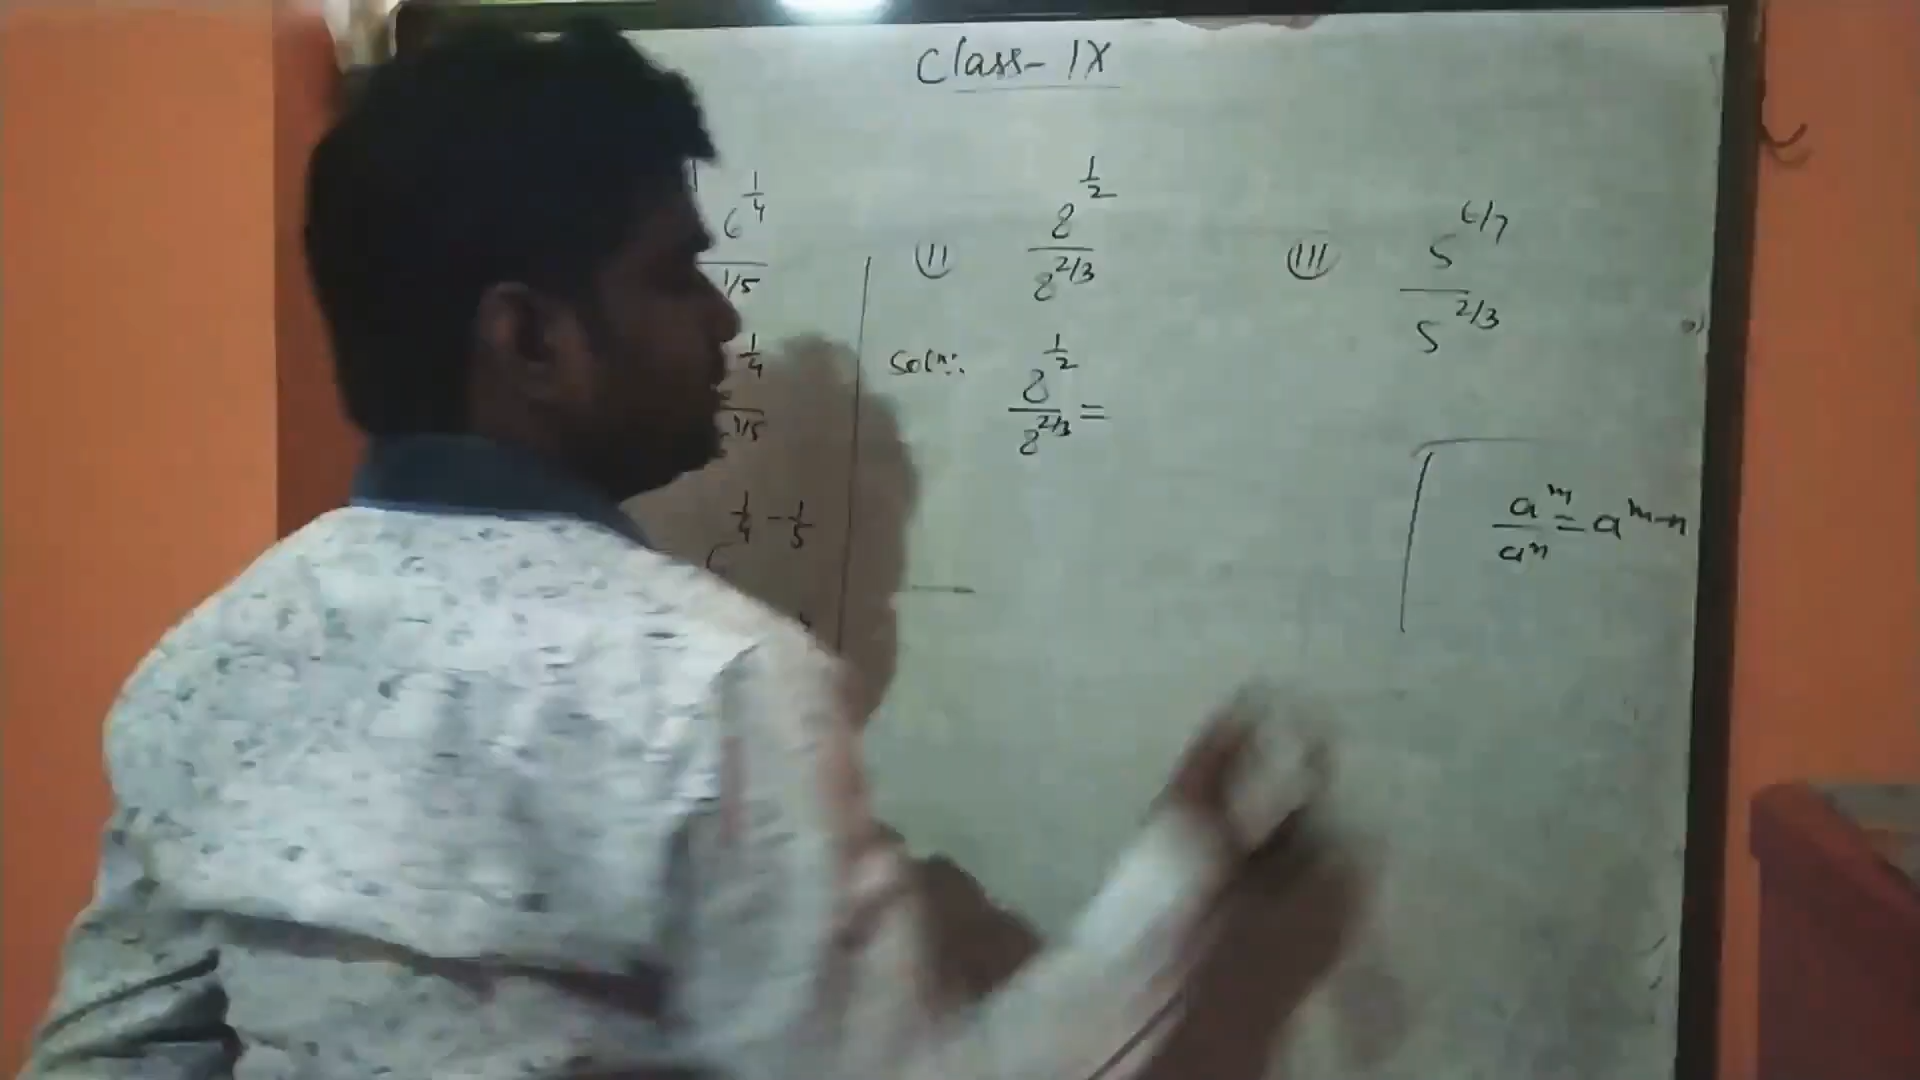 Class-IX
6^1/4
1/5
1/4
1/5
1/4 - 1/5
(II) 8^1/2 / 8^2/3
Soln: 8^1/2 / 8^2/3 =
(III) 5^6/7 / 5^2/3
a^m / a^n = a^m-n